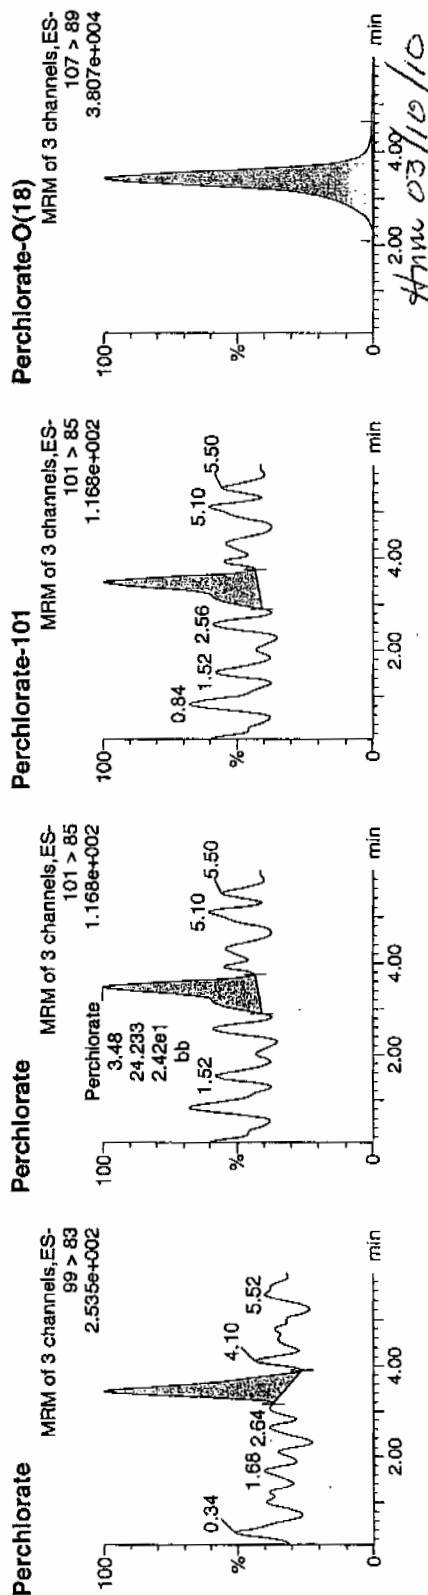 Perchlorate
MRM of 3 channels,ES-
99 > 83
2.535e+002
100
%
0
0.34
1.68
2.64
4.10
5.52
2.00
4.00
min
Perchlorate
MRM of 3 channels,ES-
101 > 85
1.168e+002
100
%
0
Perchlorate
3.48
24.233
2.42e1
bb
1.52
5.10
5.50
2.00
4.00
min
Perchlorate-101
MRM of 3 channels,ES-
101 > 85
1.168e+002
100
%
0
0.84
1.52
2.56
5.10
5.50
2.00
4.00
min
Perchlorate-O(18)
MRM of 3 channels,ES-
107 > 89
3.807e+004
100
%
0
2.00
4.00
min
03/10/10